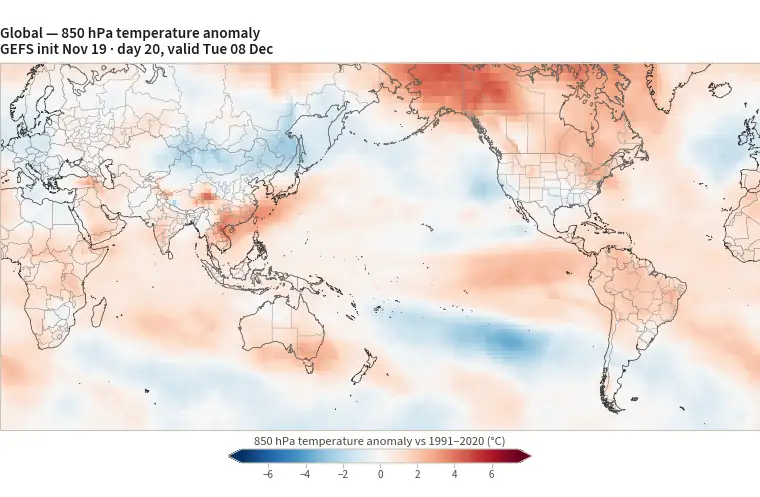 Global — 850 hPa temperature anomaly
GEFS init Nov 19 · day 20, valid Tue 08 Dec
850 hPa temperature anomaly vs 1991–2020 (°C)
−6 −4 −2 0 2 4 6